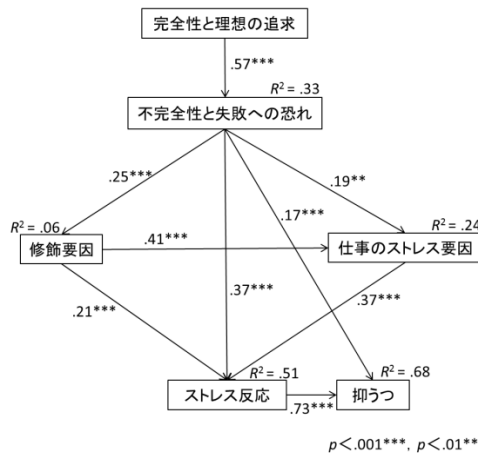 完全性と理想の追求
.57***
R² = .33
不完全性と失敗への恐れ
.25***
.19**
.17***
R² = .06
R² = .24
修飾要因
.41***
仕事のストレス要因
.21***
.37***
.37***
R² = .51
R² = .68
ストレス反応
.73***
抑うつ
p＜.001***, p＜.01**